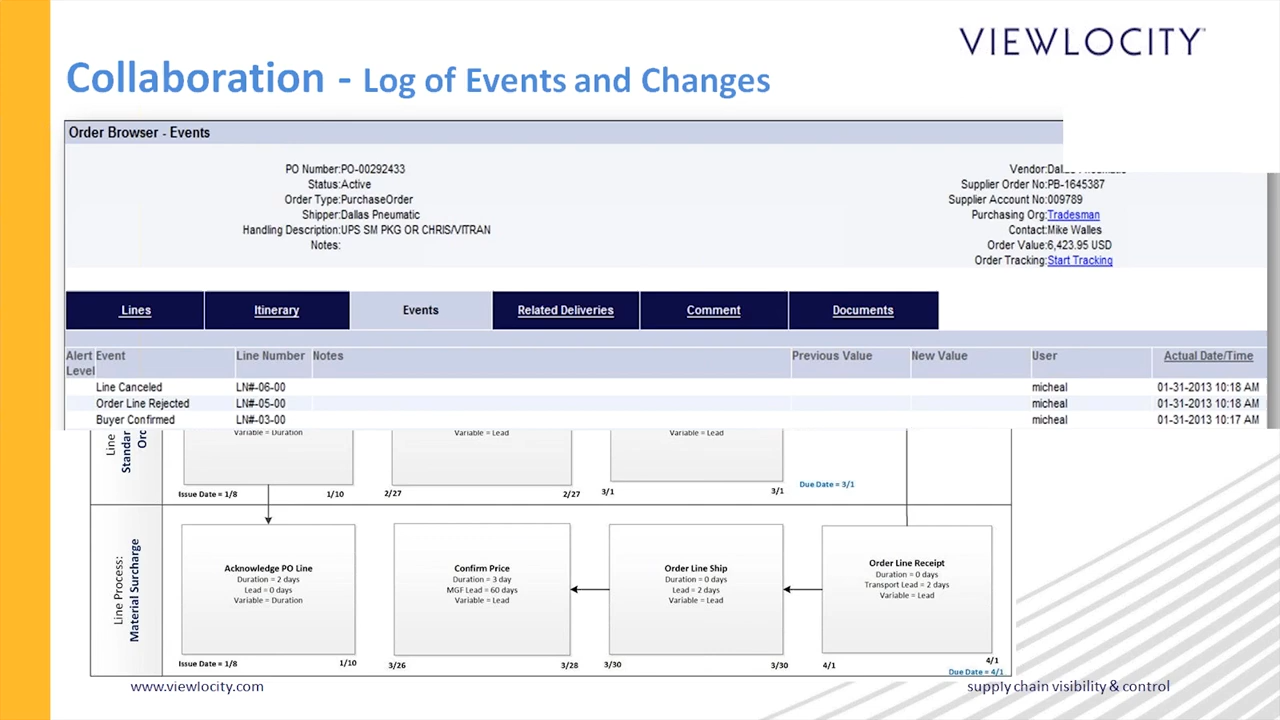 VIEWLOCITY
Collaboration - Log of Events and Changes
Order Browser - Events
PO Number:PO-00292433
Status:Active
Order Type:PurchaseOrder
Shipper:Dallas Pneumatic
Handling Description:UPS SM PKG OR CHRIS/VITRAN
Notes:
Vendor:
Supplier Order No:PB-1645387
Supplier Account No:009789
Purchasing Org:Tradesman
Contact:Mike Walles
Order Value:6,423.95 USD
Order Tracking:Start Tracking
Lines Itinerary Events Related Deliveries Comment Documents
Alert Level Event Line Number Notes Previous Value New Value User Actual Date/Time
Line Canceled LN#-06-00 micheal 01-31-2013 10:18 AM
Order Line Rejected LN#-05-00 micheal 01-31-2013 10:18 AM
Buyer Confirmed LN#-03-00 micheal 01-31-2013 10:17 AM
Line
Variable = Duration
Variable = Lead
Variable = Lead
Issue Date = 1/8 1/10 2/27 2/27 3/1 3/1
Due Date = 3/1
Line Process:
Material Surcharge
Acknowledge PO Line
Duration = 2 days
Lead = 0 days
Variable = Duration
Confirm Price
Duration = 3 day
MGF Lead = 60 days
Variable = Lead
Order Line Ship
Duration = 0 days
Lead = 2 days
Variable = Lead
Order Line Receipt
Duration = 0 days
Transport Lead = 2 days
Variable = Lead
Issue Date = 1/8 1/10 3/26 3/28 3/30 3/30 4/1 4/1
Due Date = 4/1
www.viewlocity.com
supply chain visibility & control